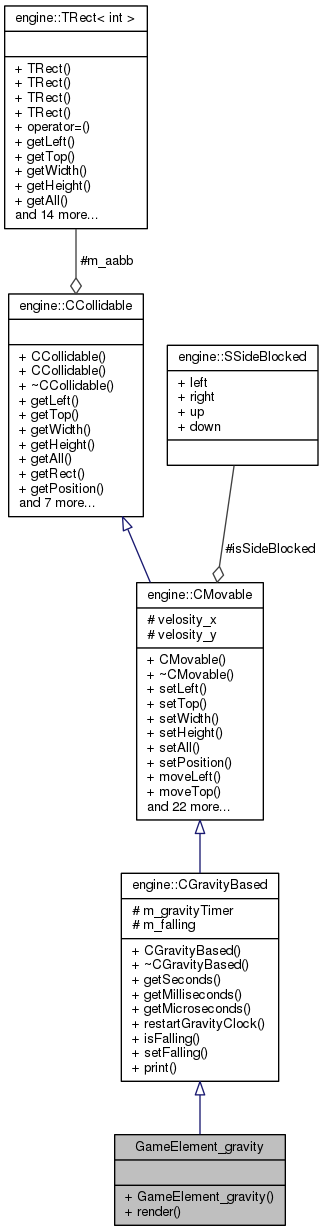 engine::TRect< int >
+ TRect()
+ TRect()
+ TRect()
+ TRect()
+ operator=()
+ getLeft()
+ getTop()
+ getWidth()
+ getHeight()
+ getAll()
and 14 more...
#m_aabb
engine::CCollidable
+ CCollidable()
+ CCollidable()
+ ~CCollidable()
+ getLeft()
+ getTop()
+ getWidth()
+ getHeight()
+ getAll()
+ getRect()
+ getPosition()
and 7 more...
engine::SSideBlocked
+ left
+ right
+ up
+ down
#isSideBlocked
engine::CMovable
# velosity_x
# velosity_y
+ CMovable()
+ ~CMovable()
+ setLeft()
+ setTop()
+ setWidth()
+ setHeight()
+ setAll()
+ setPosition()
+ moveLeft()
+ moveTop()
and 22 more...
engine::CGravityBased
# m_gravityTimer
# m_falling
+ CGravityBased()
+ ~CGravityBased()
+ getSeconds()
+ getMilliseconds()
+ getMicroseconds()
+ restartGravityClock()
+ isFalling()
+ setFalling()
+ print()
GameElement_gravity
+ GameElement_gravity()
+ render()